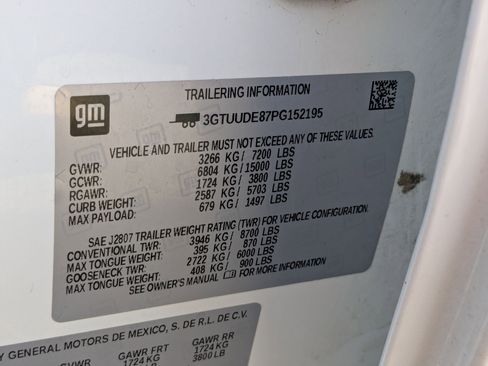 TRAILERING INFORMATION
gm
3GTUUDE87PG152195
VEHICLE AND TRAILER MUST NOT EXCEED ANY OF THESE WEIGHTS.
GVWR: 3266 KG / 7200 LBS
GCWR: 6804 KG / 15000 LBS
RGAWR: 1724 KG / 3800 LBS
CURB WEIGHT: 2587 KG / 5703 LBS
MAX PAYLOAD: 679 KG / 1497 LBS
SAE J2807 TRAILER WEIGHT RATING (TWR) FOR VEHICLE CONFIGURATION.
CONVENTIONAL TWR: 3946 KG / 8700 LBS
MAX TONGUE WEIGHT: 395 KG / 870 LBS
GOOSENECK TWR: 2722 KG / 6000 LBS
MAX TONGUE WEIGHT: 408 KG / 900 LBS
SEE OWNER'S MANUAL FOR MORE INFORMATION
Y GENERAL MOTORS DE MEXICO, S. DE R.L. DE C.V.
GVWR GAWR FRT GAWR RR
1724 KG 1724 KG
3800 LB